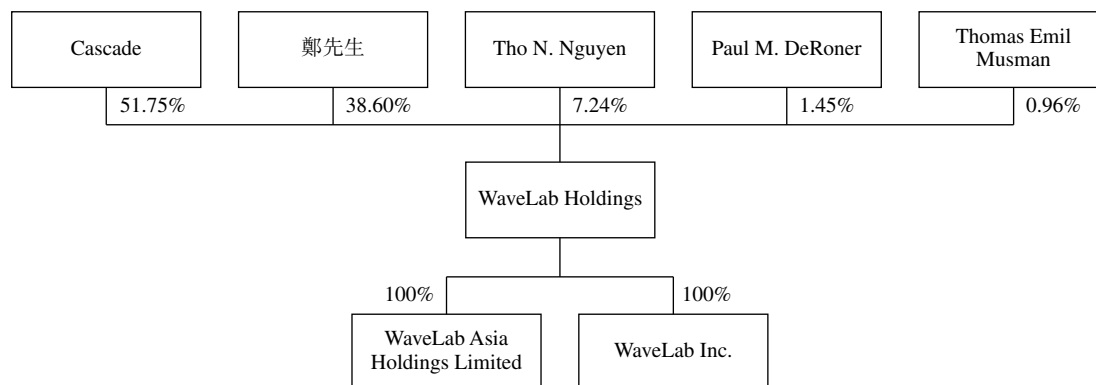 Cascade
鄭先生
Tho N. Nguyen
Paul M. DeRoner
Thomas Emil
Musman
51.75%
38.60%
7.24%
1.45%
0.96%
WaveLab Holdings
100%
100%
WaveLab Asia
Holdings Limited
WaveLab Inc.